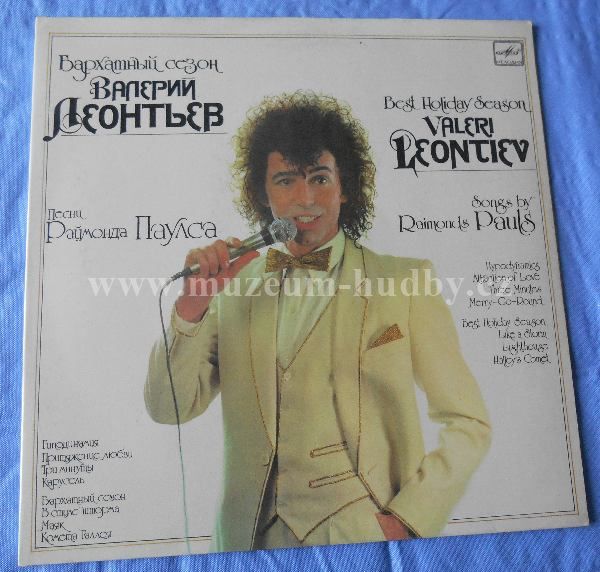 Бархатный сезон
ВАЛЕРИЙ
ЛЕОНТЬЕВ
Песни
Раймонда Паулса
Гиподинамия
Притяжение любви
Три минуты
Карусель
Бархатный сезон
В стиле шторма
Маяк
Комета Галлея
МЕЛОДИЯ
Best Holiday Season
VALERI
LEONTIEV
Songs by
Raimonds Pauls
Hypodynamics
Attraction of Love
Three Minutes
Merry-Go-Round
Best Holiday Season
Like a Storm
Lighthouse
Halley's Comet
www.muzeum-hudby.cz